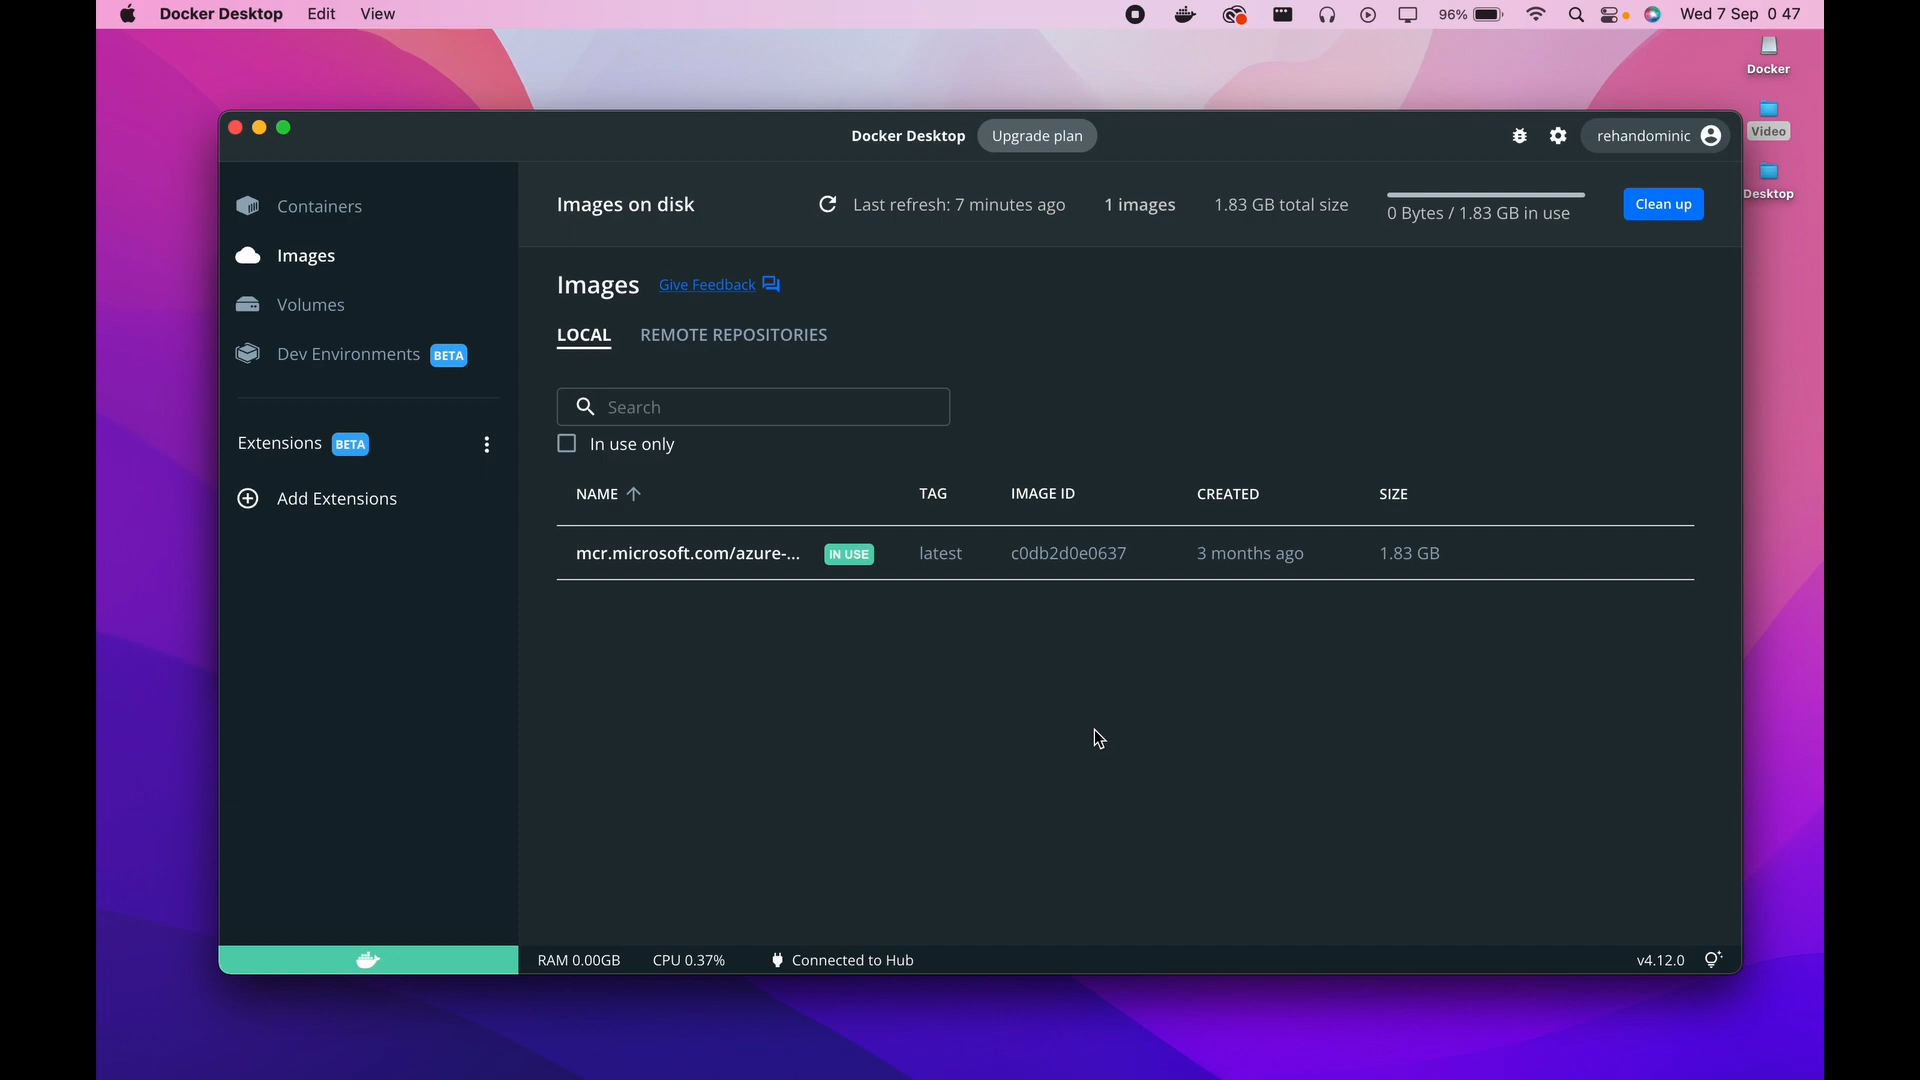 Docker Desktop Edit View 96% Wed 7 Sep 0 47
Docker
Video
Desktop
Docker Desktop Upgrade plan rehandominic
Containers
Images
Volumes
Dev Environments BETA
Extensions BETA
Add Extensions
Images on disk Last refresh: 7 minutes ago 1 images 1.83 GB total size 0 Bytes / 1.83 GB in use Clean up
Images Give Feedback
LOCAL REMOTE REPOSITORIES
Search
In use only
NAME TAG IMAGE ID CREATED SIZE
mcr.microsoft.com/azure-... IN USE latest c0db2d0e0637 3 months ago 1.83 GB
RAM 0.00GB CPU 0.37% Connected to Hub v4.12.0